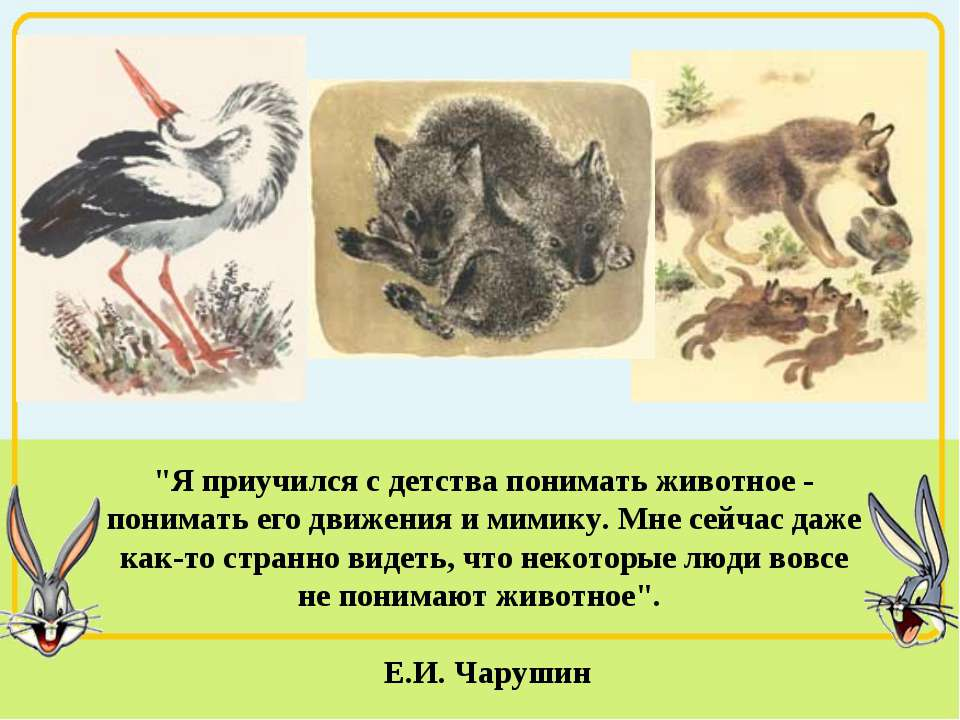 "Я приучился с детства понимать животное -
понимать его движения и мимику. Мне сейчас даже
как-то странно видеть, что некоторые люди вовсе
не понимают животное".
Е.И. Чарушин